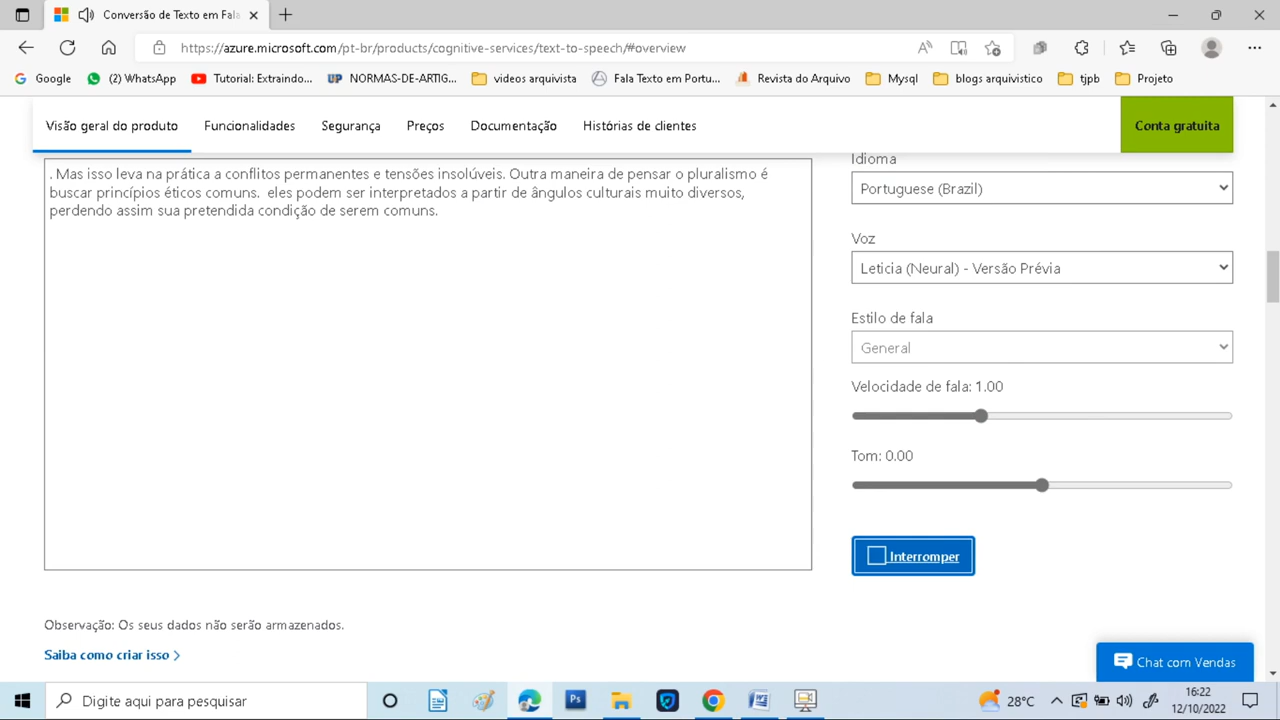 Conversão de Texto em Fala
https://azure.microsoft.com/pt-br/products/cognitive-services/text-to-speech/#overview
Google
(2) WhatsApp
Tutorial: Extraindo...
UP NORMAS-DE-ARTIG...
videos arquivista
Fala Texto em Portu...
Revista do Arquivo
Mysql
blogs arquivistico
tjpb
Projeto
Visão geral do produto
Funcionalidades
Segurança
Preços
Documentação
Histórias de clientes
Conta gratuita
. Mas isso leva na prática a conflitos permanentes e tensões insolúveis. Outra maneira de pensar o pluralismo é
buscar princípios éticos comuns.  eles podem ser interpretados a partir de ângulos culturais muito diversos,
perdendo assim sua pretendida condição de serem comuns.
Idioma
Portuguese (Brazil)
Voz
Leticia (Neural) - Versão Prévia
Estilo de fala
General
Velocidade de fala: 1.00
Tom: 0.00
Interromper
Observação: Os seus dados não serão armazenados.
Saiba como criar isso >
Chat com Vendas
Digite aqui para pesquisar
Ps
28°C
16:22
12/10/2022